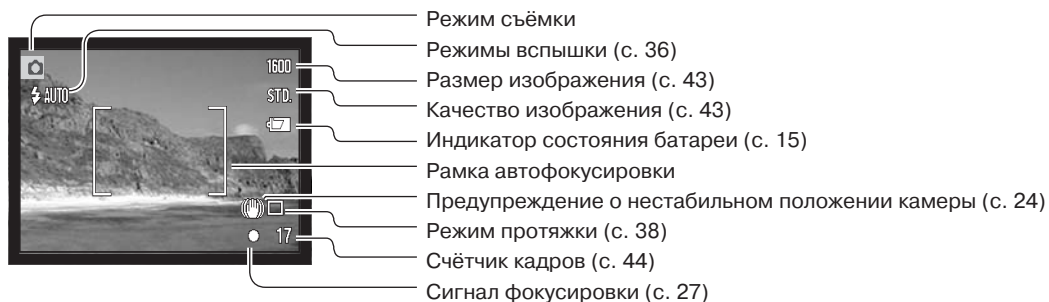 Режим съёмки
Режимы вспышки (с. 36)
Размер изображения (с. 43)
Качество изображения (с. 43)
Индикатор состояния батареи (с. 15)
Рамка автофокусировки
Предупреждение о нестабильном положении камеры (с. 24)
Режим протяжки (с. 38)
Счётчик кадров (с. 44)
Сигнал фокусировки (с. 27)
AUTO
1600
STD.
17